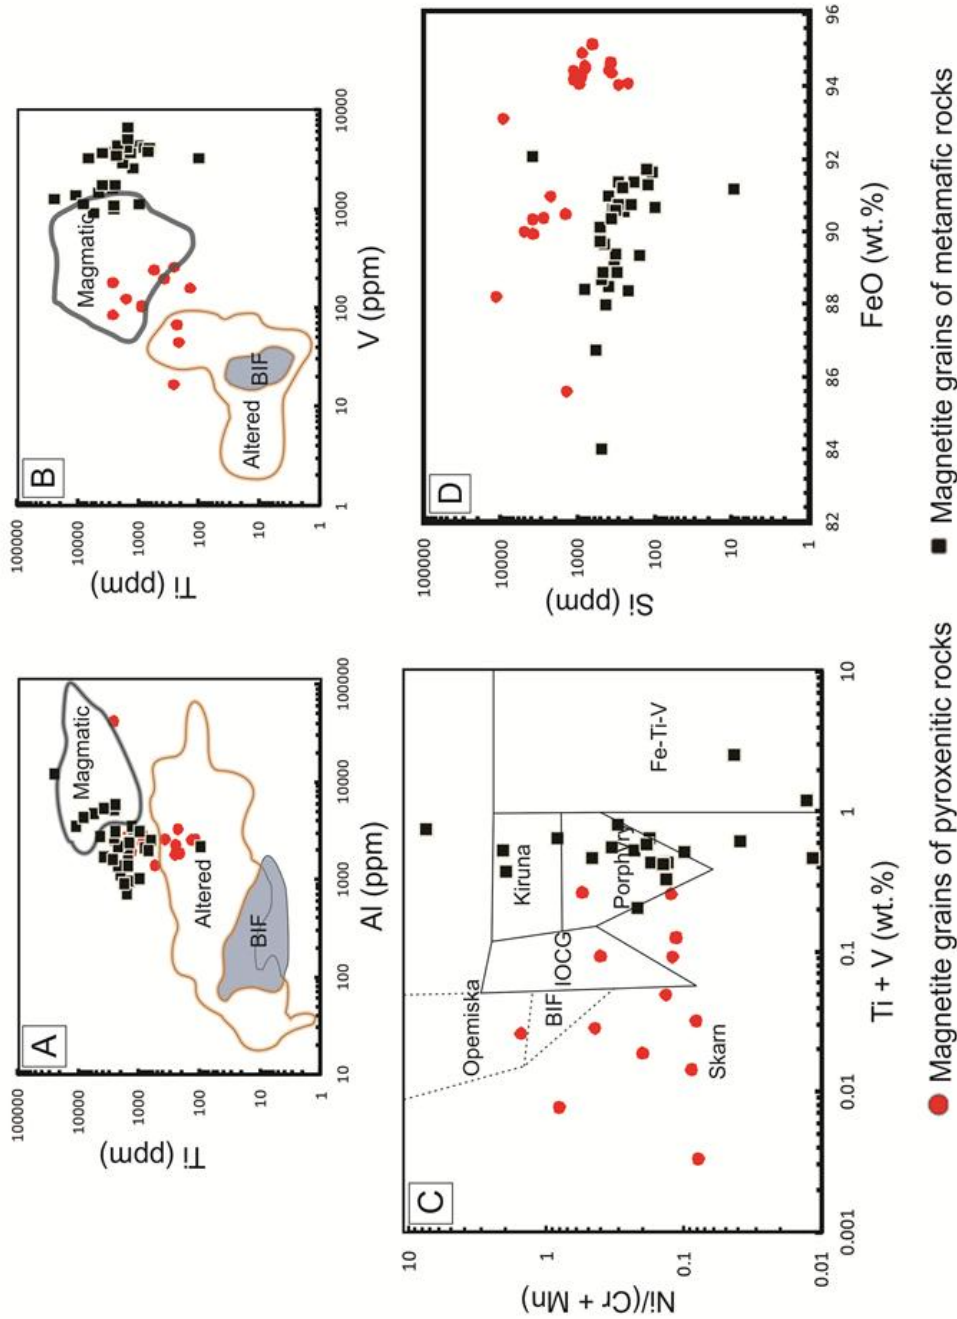 A
100000
10000
1000
100
10
1
Ti (ppm)
Magmatic
Altered
BIF
10
100
1000
10000
100000
Al (ppm)
B
100000
10000
1000
100
10
1
Ti (ppm)
Magmatic
Altered
BIF
1
10
100
1000
10000
V (ppm)
C
10
1
0.1
0.01
Ni/(Cr + Mn)
Opemiska
Kiruna
BIF
IOCG
Porphyry
Fe-Ti-V
Skarn
0.001
0.01
0.1
1
10
Ti + V (wt.%)
D
100000
10000
1000
100
10
1
Si (ppm)
82
84
86
88
90
92
94
96
FeO (wt.%)
Magnetite grains of pyroxenitic rocks
Magnetite grains of metamafic rocks